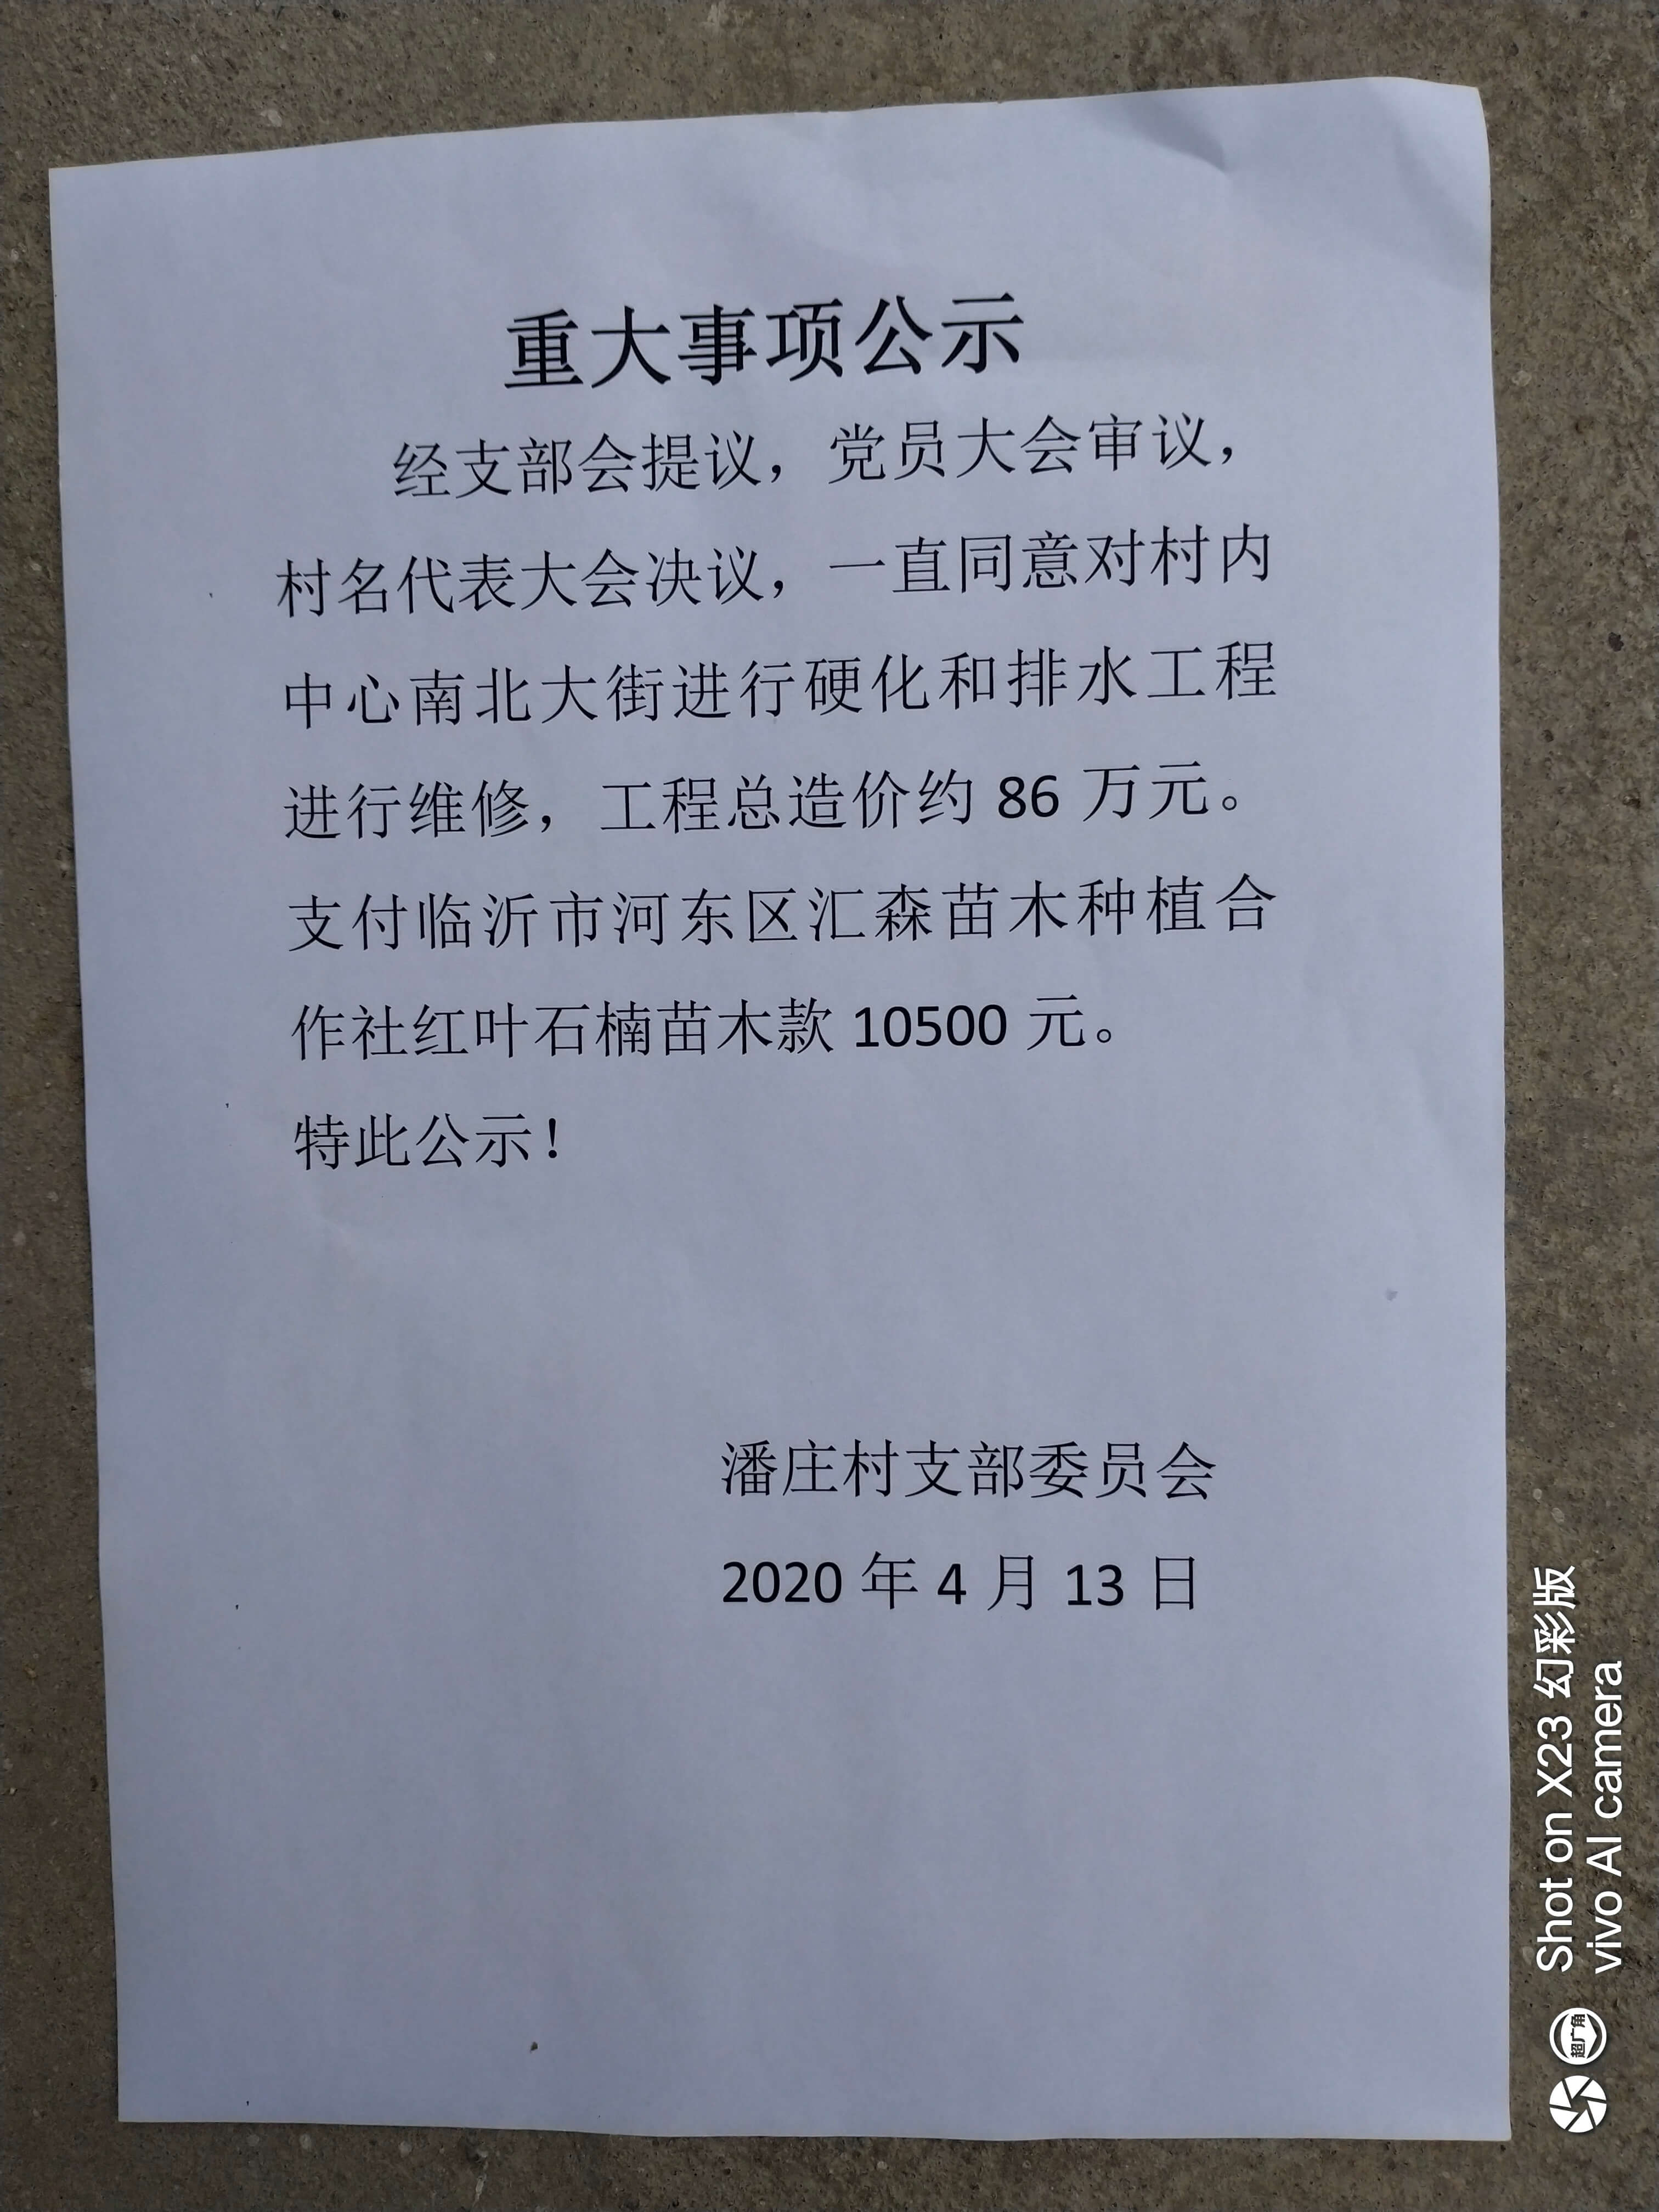 重大事项公示
经支部会提议，党员大会审议，
村名代表大会决议，一直同意对村内
中心南北大街进行硬化和排水工程
进行维修，工程总造价约 86 万元。
支付临沂市河东区汇森苗木种植合
作社红叶石楠苗木款 10500 元。
特此公示！
潘庄村支部委员会
2020 年 4 月 13 日
Shot on X23 幻彩版
vivo AI camera
超广角